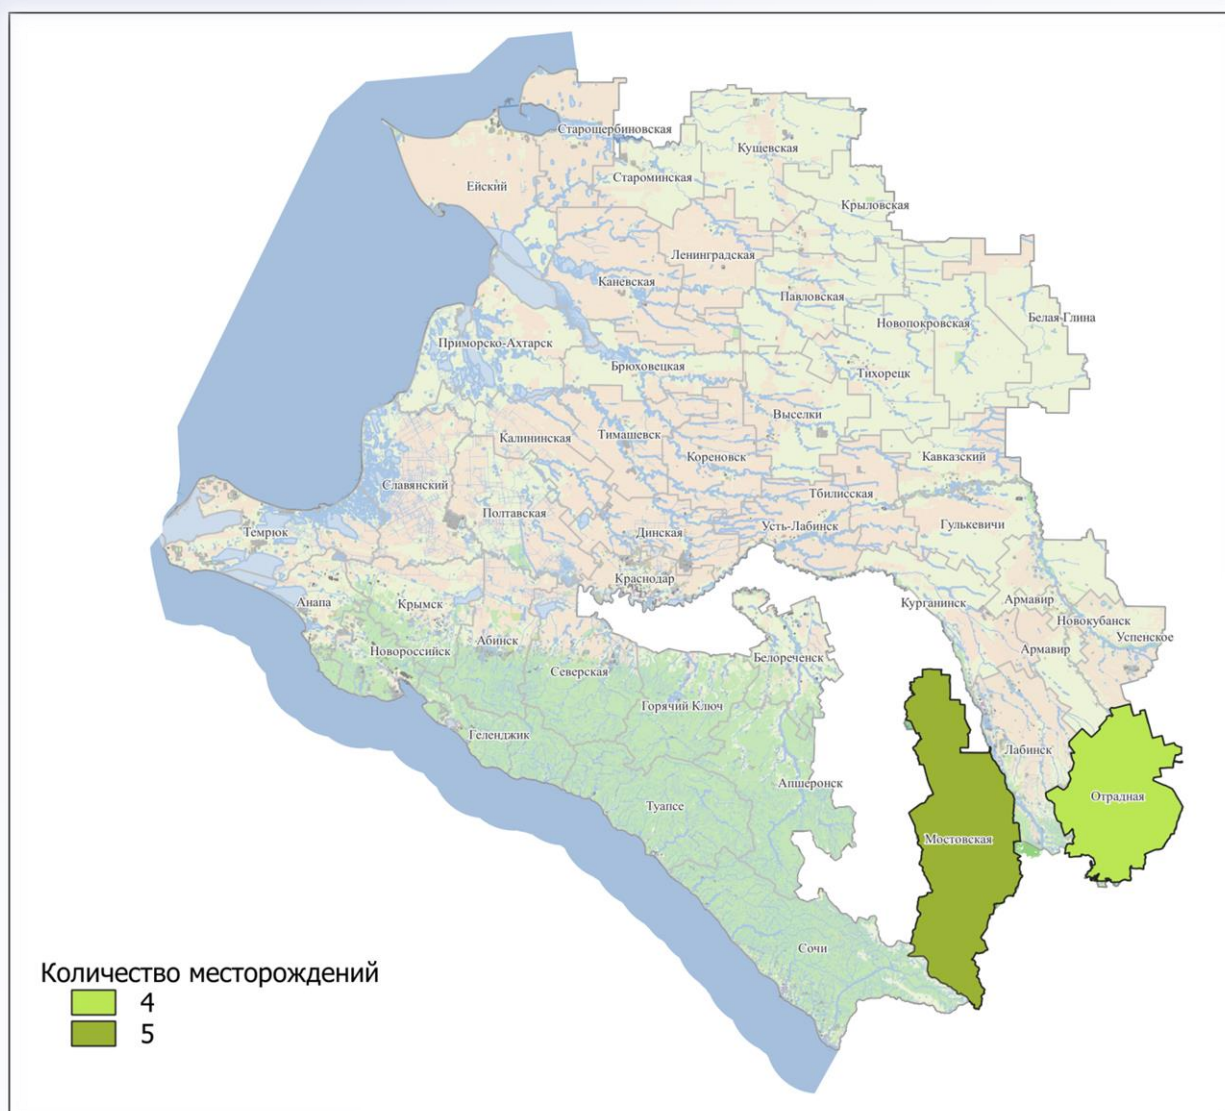 Старощербиновская
Кущевская
Староминская
Ейский
Крыловская
Ленинградская
Каневская
Павловская
Новопокровская
Белая Глина
Приморско-Ахтарск
Брюховецкая
Тихорецк
Выселки
Калининская
Тимашевск
Кореновск
Кавказский
Славянский
Тбилисская
Полтавская
Усть-Лабинск
Гулькевичи
Темрюк
Динская
Краснодар
Анапа
Крымск
Курганинск
Армавир
Новокубанск
Успенское
Абинск
Новороссийск
Армавир
Северская
Белореченск
Горячий Ключ
Геленджик
Лабинск
Апшеронск
Отрадная
Туапсе
Мостовская
Сочи
Количество месторождений
4
5